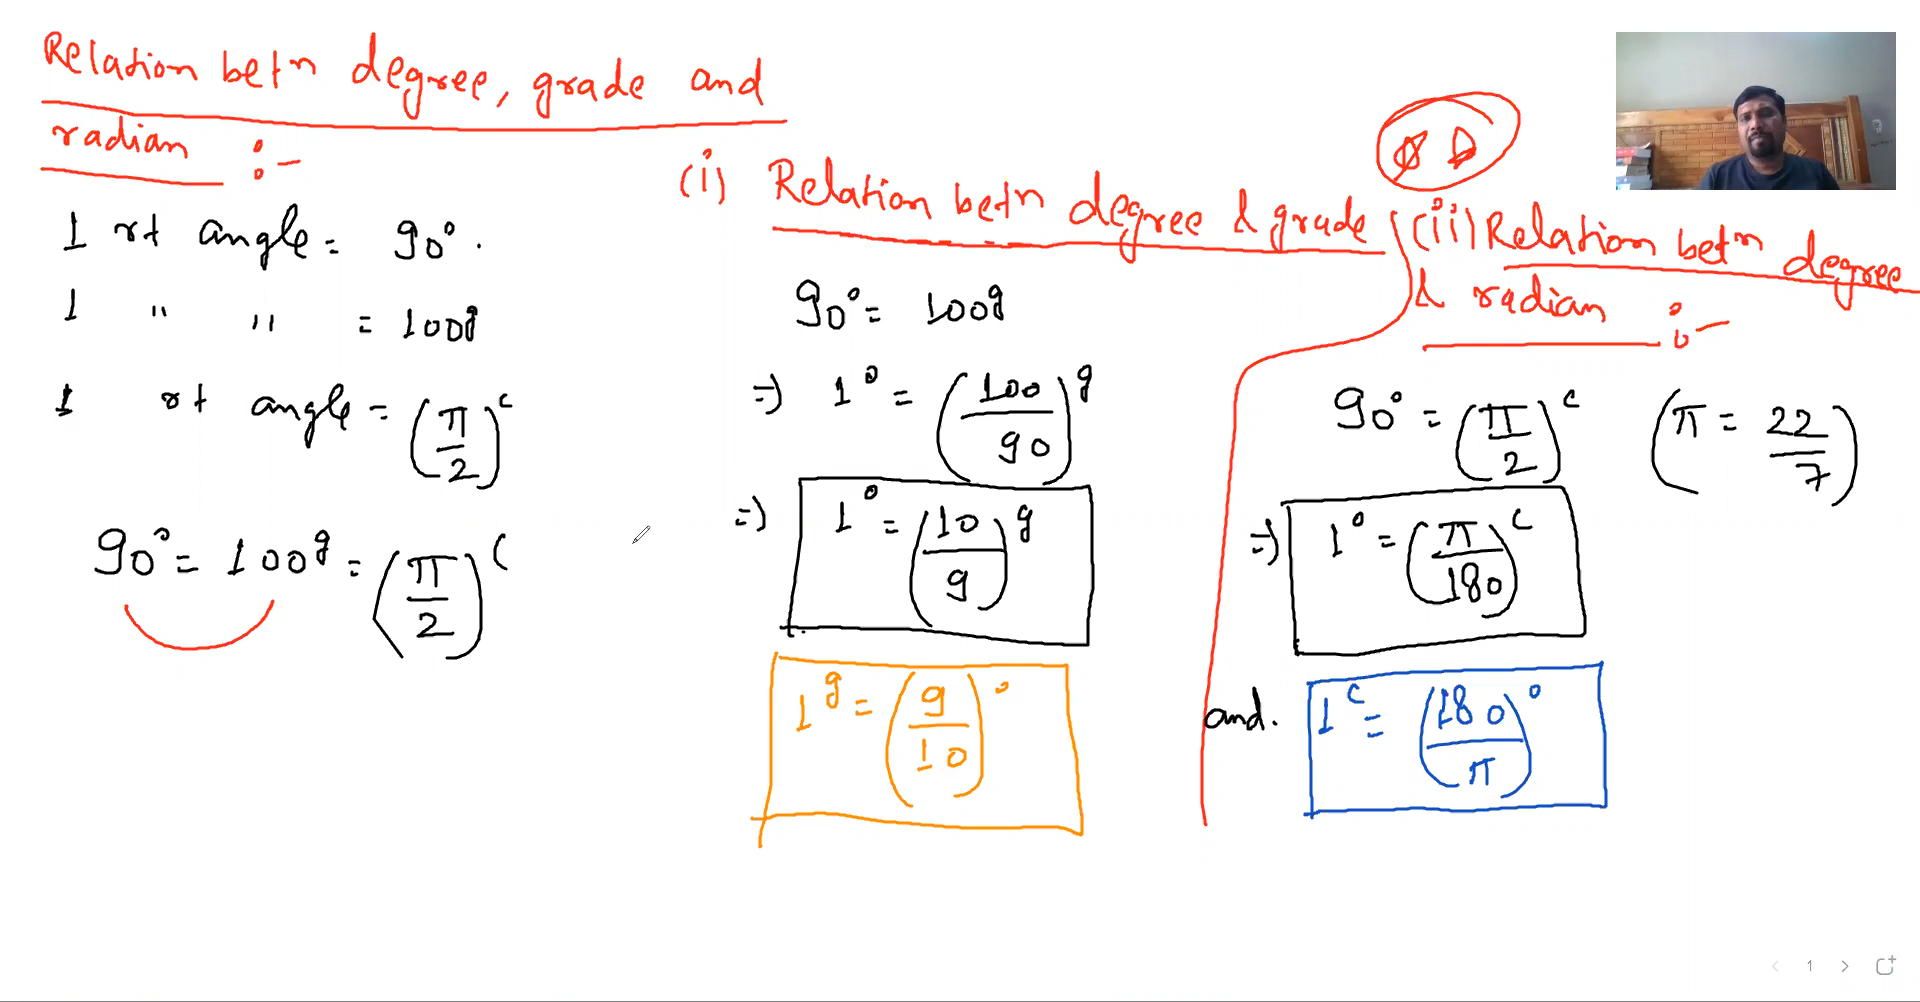 Relation betn degree, grade and
radian :-
1 rt angle = 90°.
1 " " = 100g
1 rt angle = (π/2)ᶜ
90° = 100ᵍ = (π/2)ᶜ
(i) Relation betn degree & grade
90° = 100ᵍ
=) 1° = (100/90)ᵍ
=) 1° = (10/9)ᵍ
1ᵍ = (9/10)°
(ii) Relation betn degree
& radian :-
90° = (π/2)ᶜ (π = 22/7)
=) 1° = (π/180)ᶜ
and. 1ᶜ = (180/π)°
1